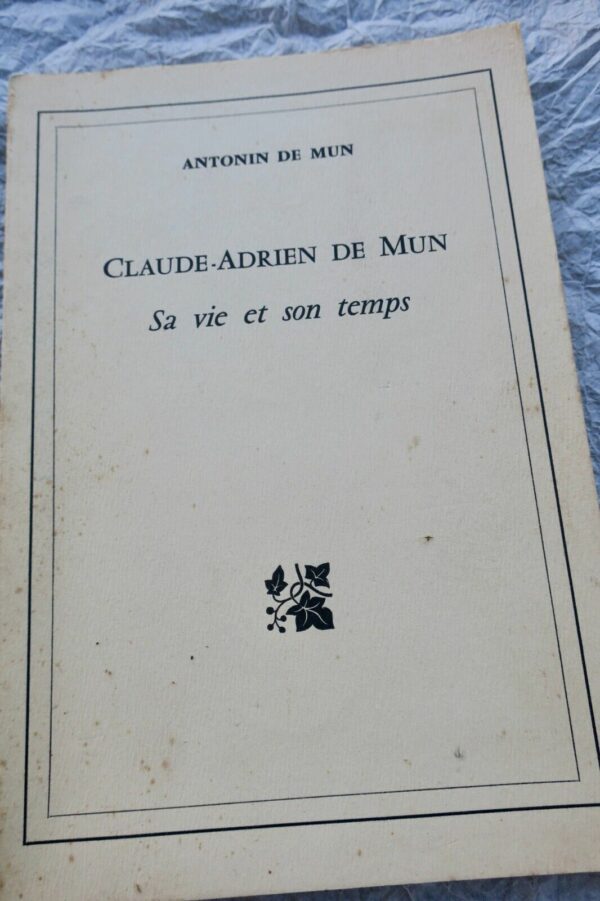 ANTONIN DE MUN
CLAUDE-ADRIEN DE MUN
Sa vie et son temps